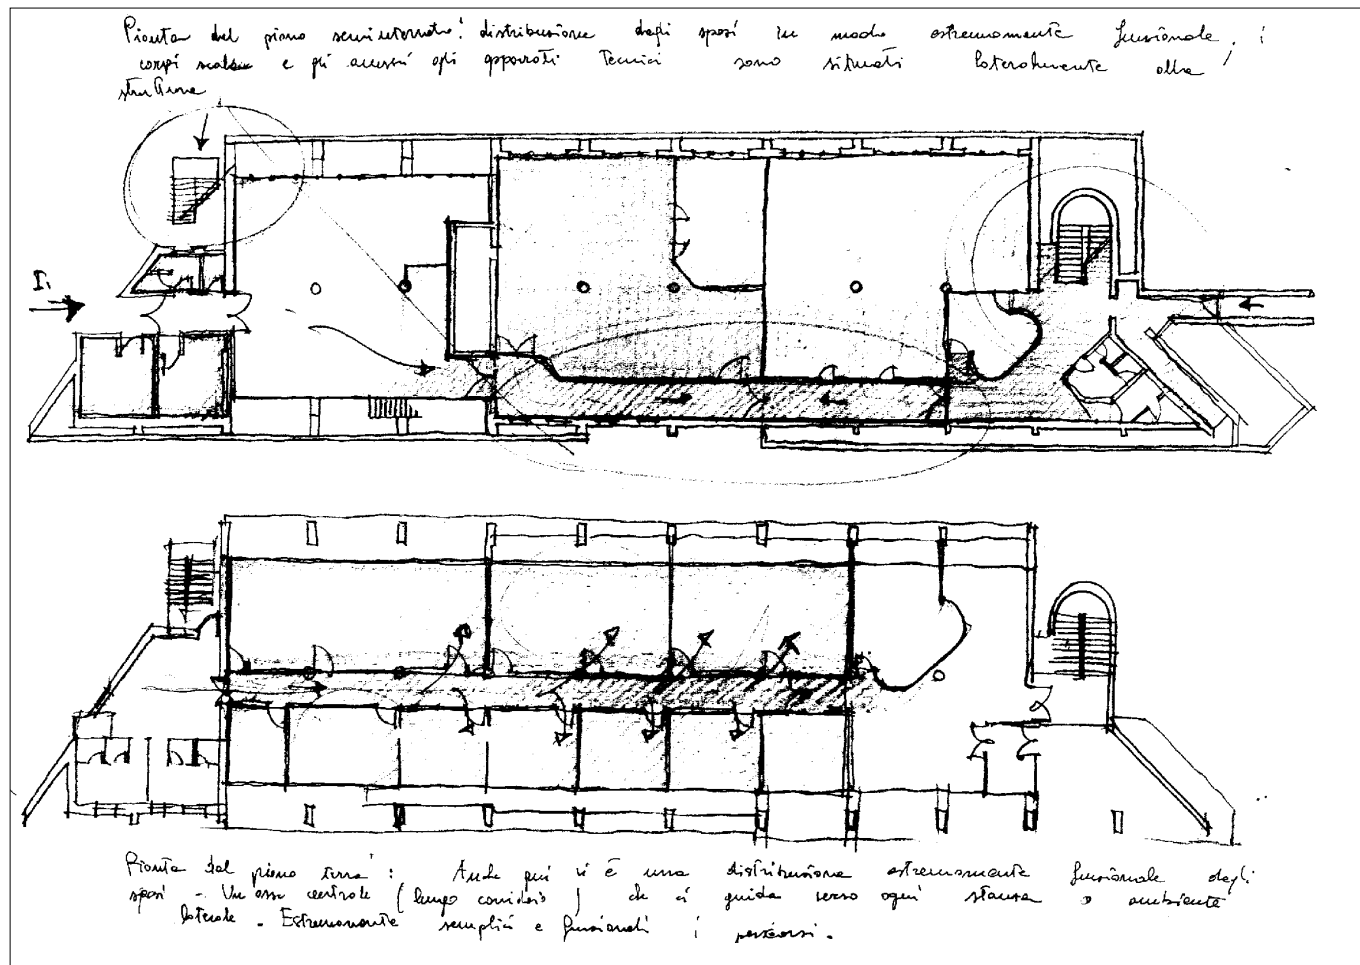 Pianta del piano seminterrato: distribuzione degli spazi in modo estremamente funzionale, i
corpi scala e gli accessi agli apparati tecnici sono situati lateralmente alla
struttura
I.
Pianta del piano terra: Anche qui vi è una distribuzione estremamente funzionale degli
spazi - Un asse centrale (lungo corridoio) che ci guida verso ogni stanza o ambiente
laterale. Estremamente semplici e funzionali i percorsi.